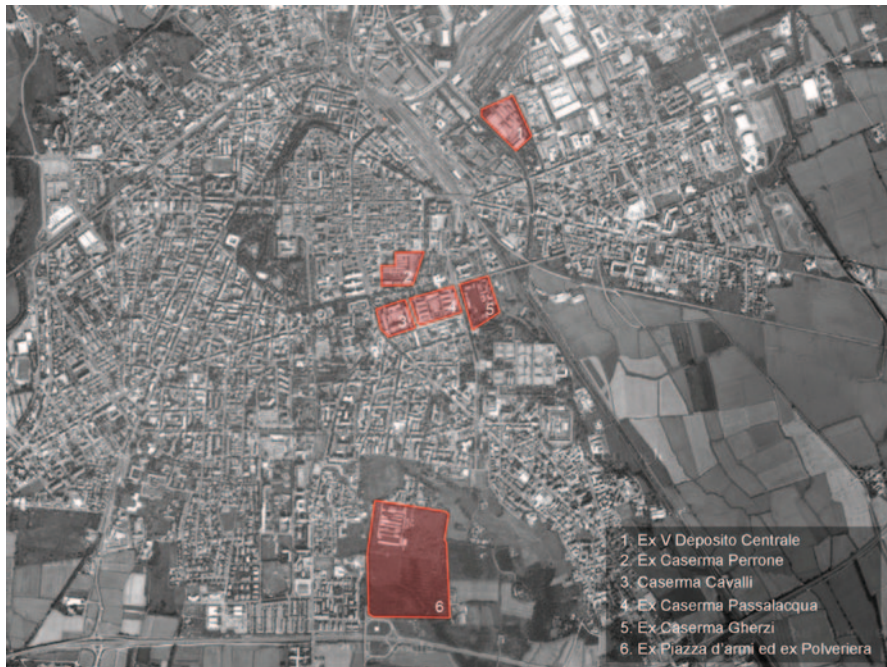 2
3
5
6
1. Ex V Deposito Centrale
2. Ex Caserma Perrone
3. Caserma Cavalli
4. Ex Caserma Passalacqua
5. Ex Caserma Gherzi
6. Ex Piazza d'armi ed ex Polveriera